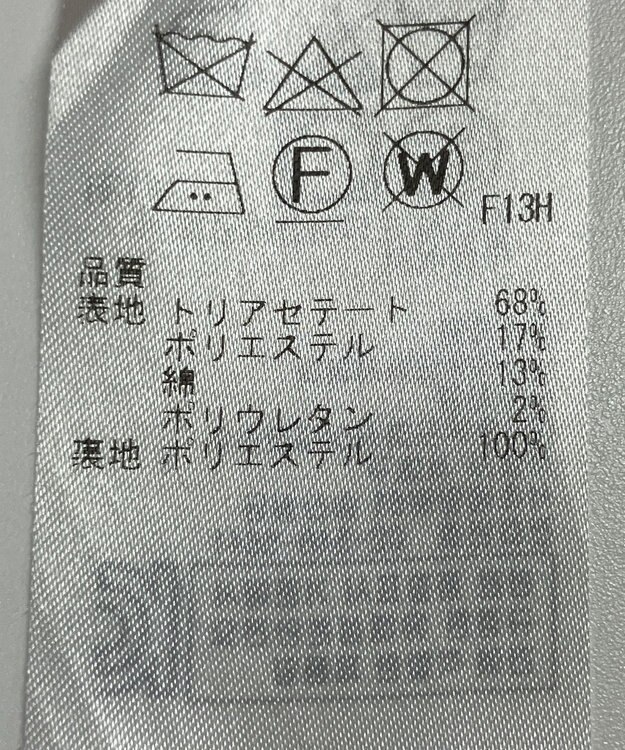 F W F13H
品質
表地 トリアセテート 68%
ポリエステル 17%
綿 13%
ポリウレタン 2%
裏地 ポリエステル 100%